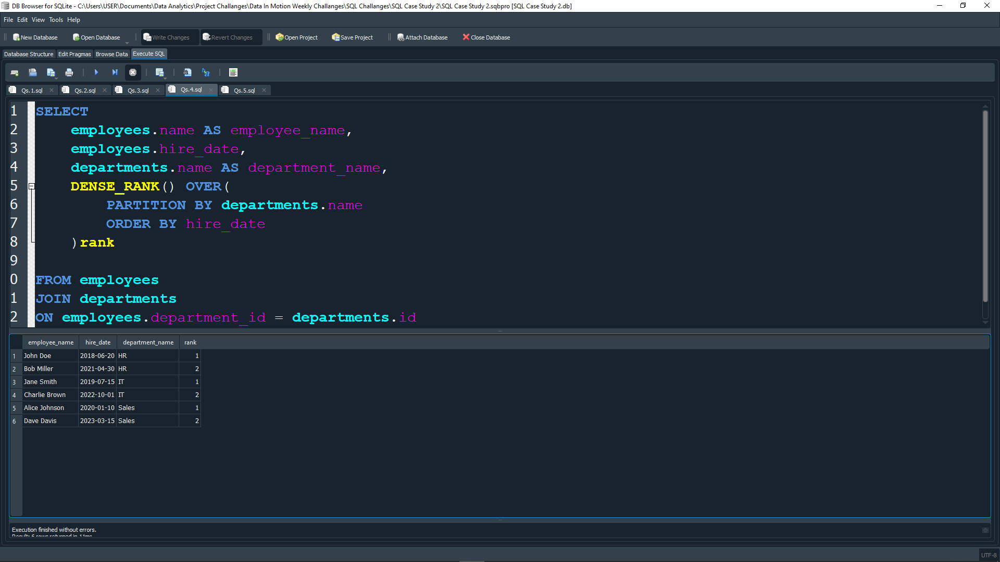 DB Browser for SQLite - C:\Users\USER\Documents\Data Analytics\Project Challanges\Data In Motion Weekly Challanges\SQL Challanges\SQL Case Study 2\SQL Case Study 2.sqbpro [SQL Case Study 2.db]
File Edit View Tools Help
New Database Open Database Write Changes Revert Changes Open Project Save Project Attach Database Close Database
Database Structure Edit Pragmas Browse Data Execute SQL
Qs.1.sql Qs.2.sql Qs.3.sql Qs.4.sql Qs.5.sql
1 SELECT
2 employees.name AS employee_name,
3 employees.hire_date,
4 departments.name AS department_name,
5 DENSE_RANK() OVER(
6 PARTITION BY departments.name
7 ORDER BY hire_date
8 )rank
9
0 FROM employees
1 JOIN departments
2 ON employees.department_id = departments.id
employee_name hire_date department_name rank
1 John Doe 2018-06-20 HR 1
2 Bob Miller 2021-04-30 HR 2
3 Jane Smith 2019-07-15 IT 1
4 Charlie Brown 2022-10-01 IT 2
5 Alice Johnson 2020-01-10 Sales 1
6 Dave Davis 2023-03-15 Sales 2
Execution finished without errors.
Result: 6 rows returned in 11ms
UTF-8